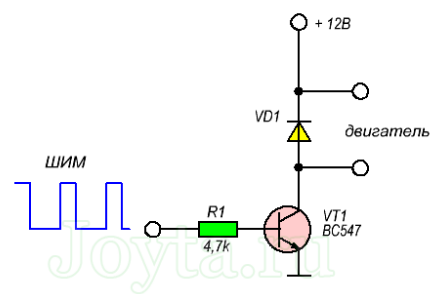 + 12В
VD1
двигатель
ШИМ
R1
4,7k
VT1
BC547
Joyta.ru